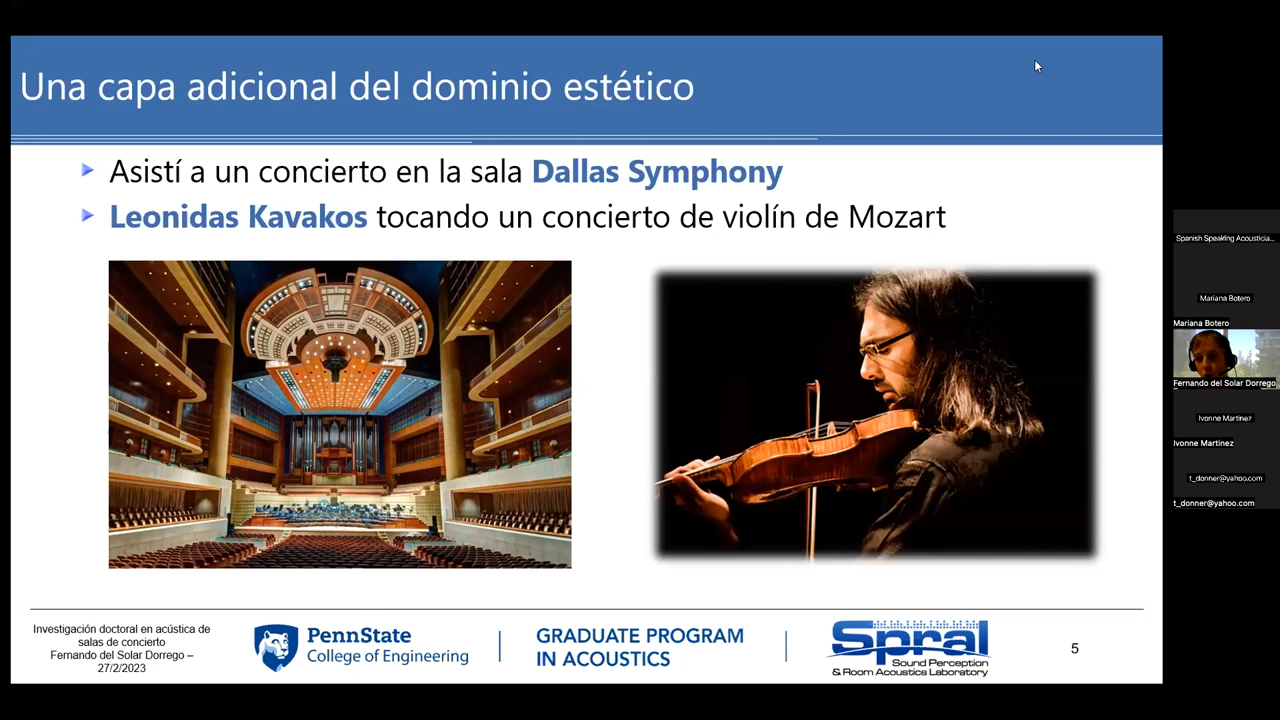 Una capa adicional del dominio estético
Asistí a un concierto en la sala Dallas Symphony
Leonidas Kavakos tocando un concierto de violín de Mozart
Investigación doctoral en acústica de
salas de concierto
Fernando del Solar Dorrego –
27/2/2023
PennState
College of Engineering
GRADUATE PROGRAM
IN ACOUSTICS
Spral
Sound Perception
& Room Acoustics Laboratory
5
Spanish Speaking Acousticia...
Mariana Botero
Mariana Botero
Fernando del Solar Dorrego
Ivonne Martinez
Ivonne Martinez
t_donner@yahoo.com
t_donner@yahoo.com